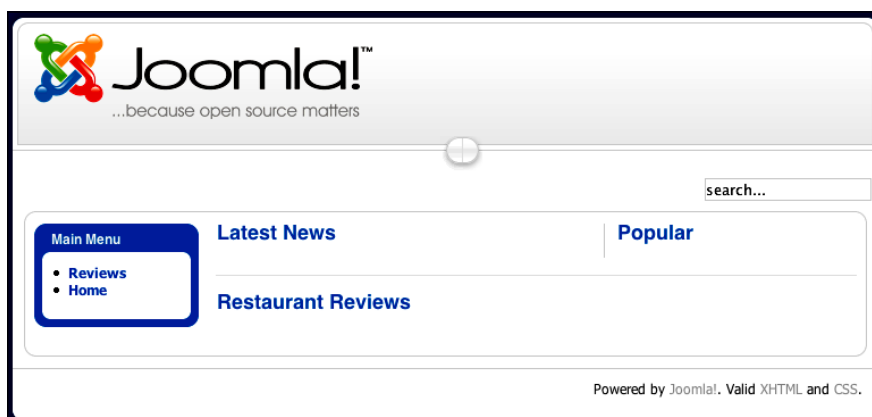 Joomla!™
...because open source matters
search...
Main Menu
Reviews
Home
Latest News
Popular
Restaurant Reviews
Powered by Joomla!. Valid XHTML and CSS.